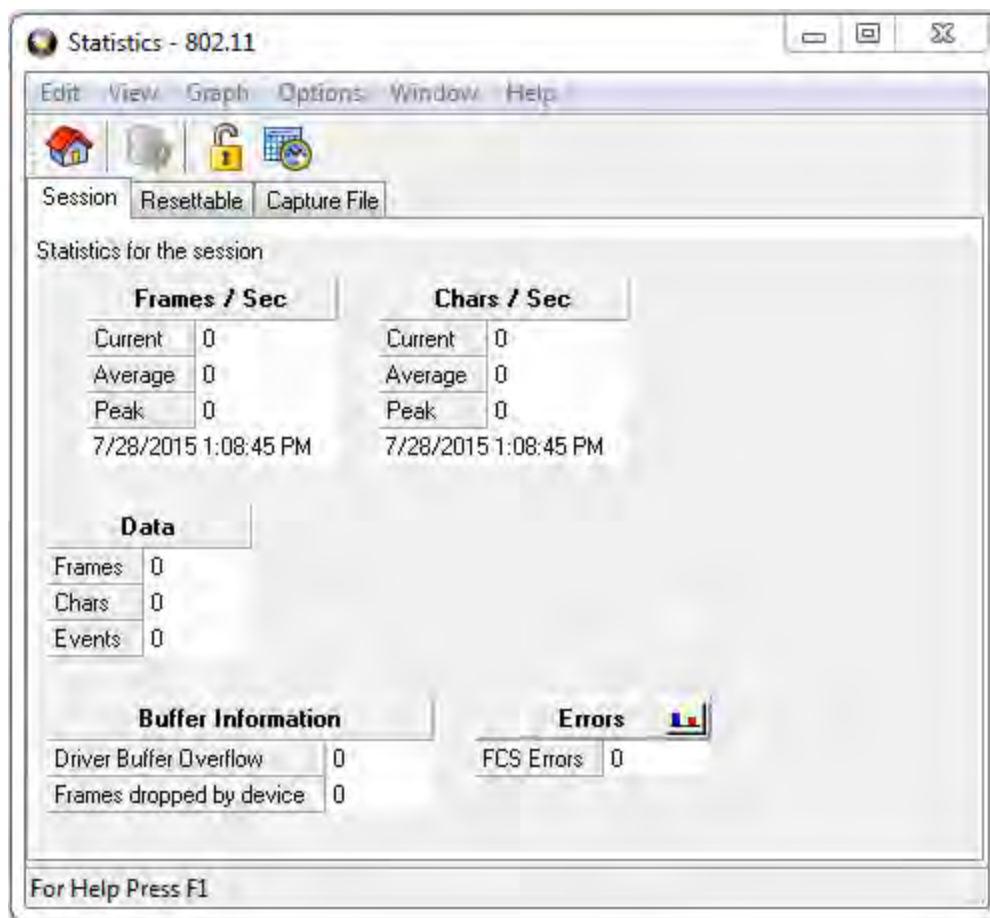 Statistics - 802.11
Edit View Graph Options Window Help
Session Resettable Capture File
Statistics for the session
Frames / Sec Chars / Sec
Current 0 Current 0
Average 0 Average 0
Peak 0 Peak 0
7/28/2015 1:08:45 PM 7/28/2015 1:08:45 PM
Data
Frames 0
Chars 0
Events 0
Buffer Information Errors
Driver Buffer Overflow 0 FCS Errors 0
Frames dropped by device 0
For Help Press F1